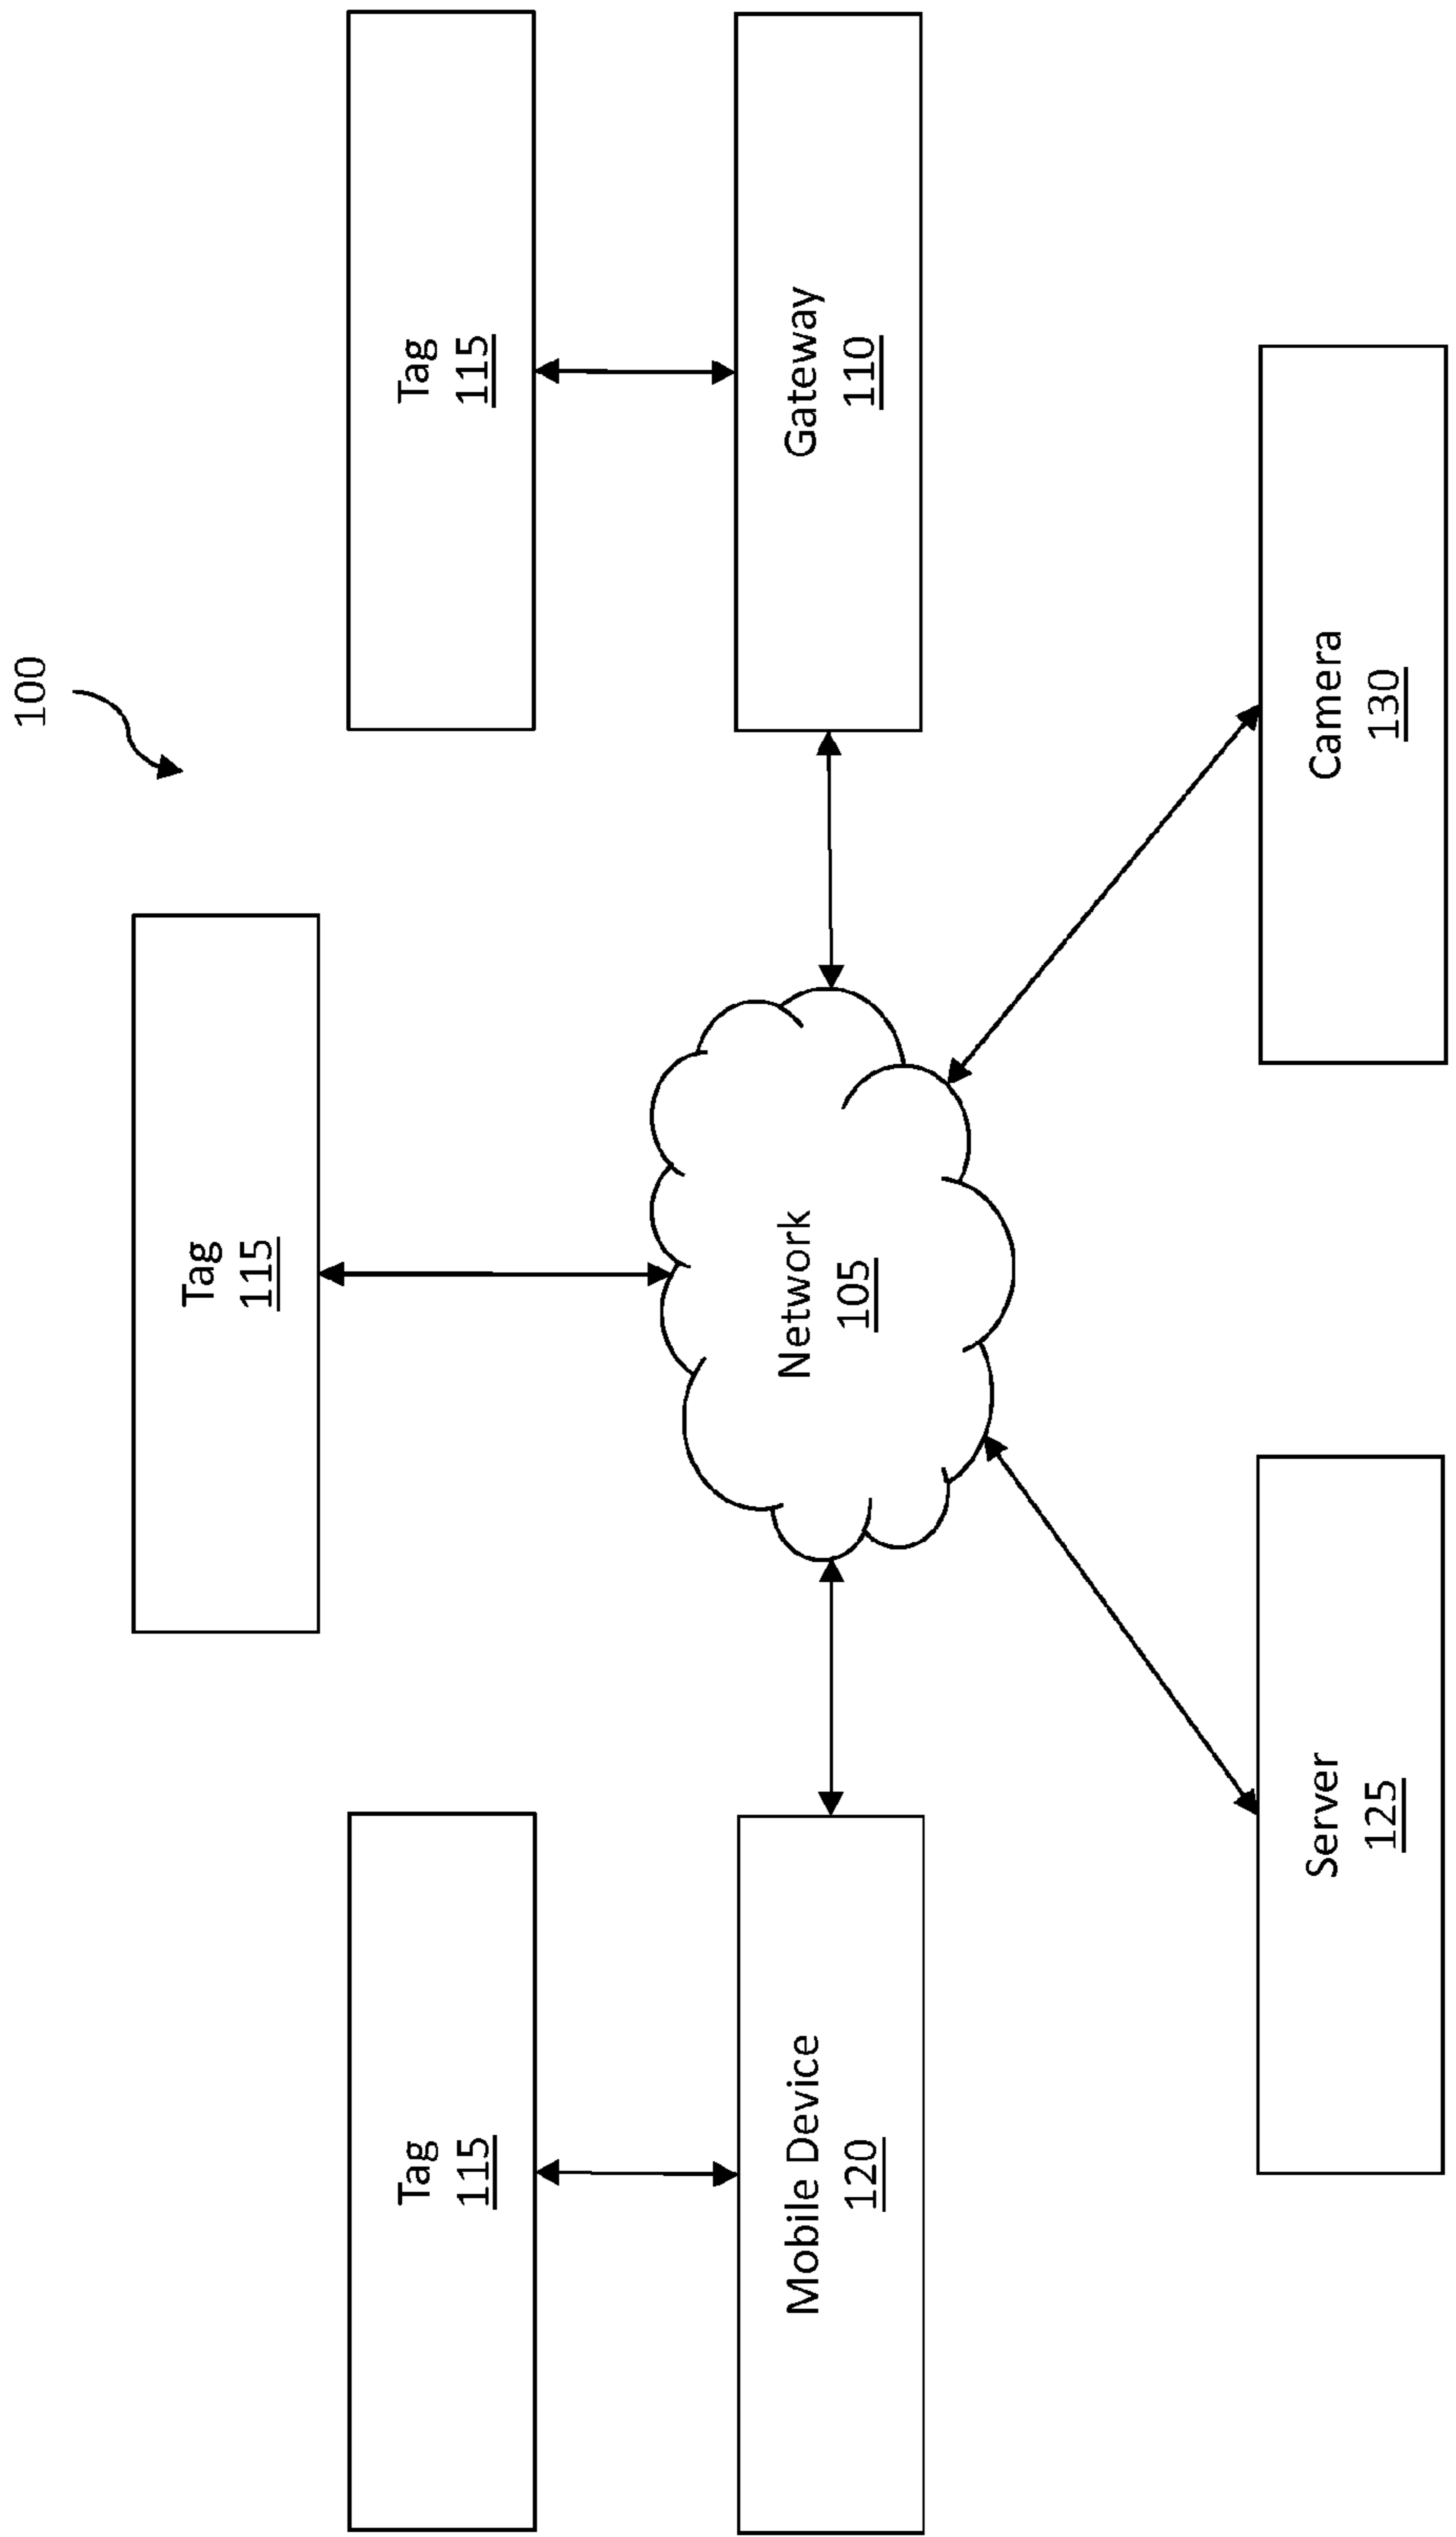 100
Tag
115
Tag
115
Tag
115
Mobile Device
120
Network
105
Gateway
110
Server
125
Camera
130